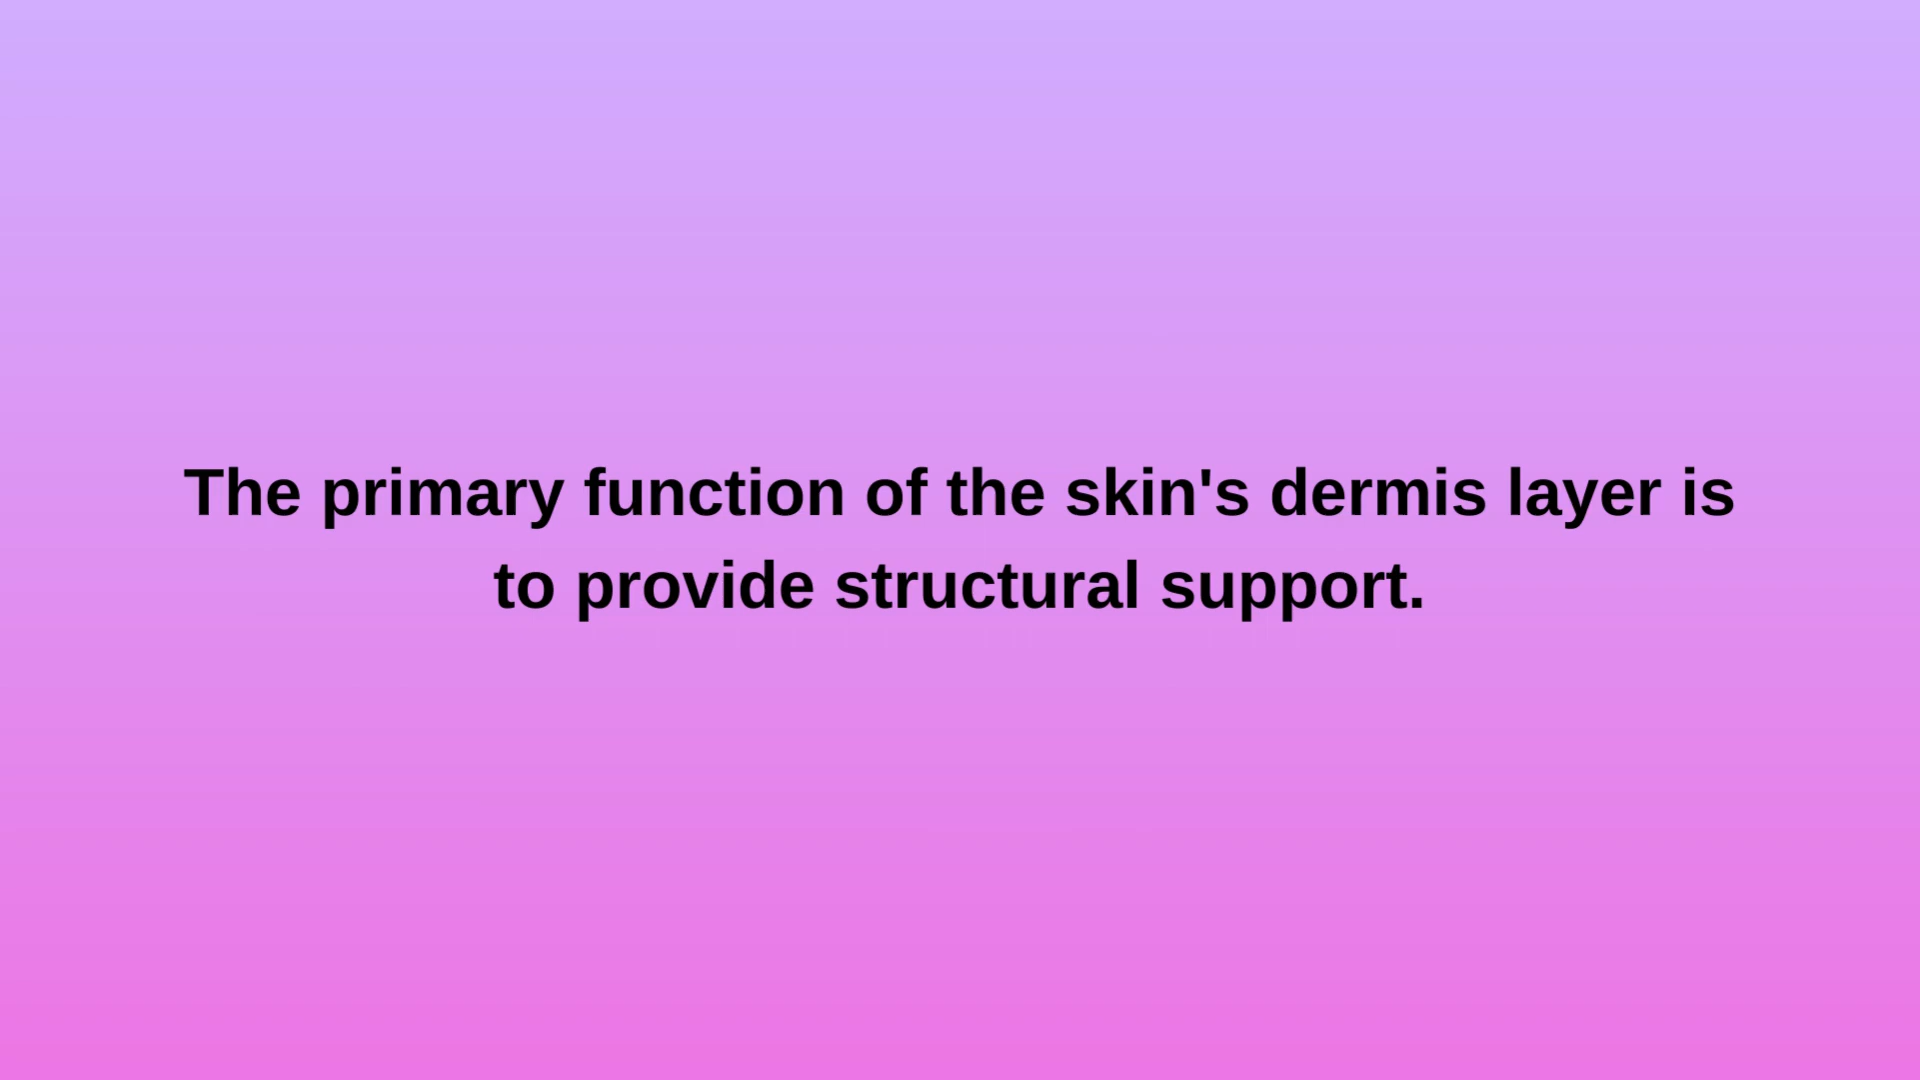 The primary function of the skin's dermis layer is
to provide structural support.